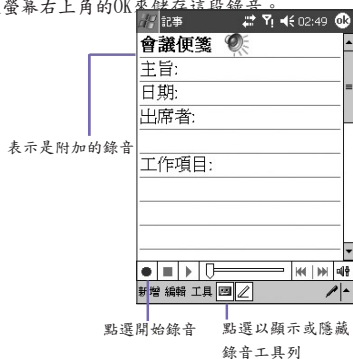 螢幕右上角的OK來儲存這段錄音。
記事 02:49 ok
會議便箋
主旨:
日期:
出席者:
表示是附加的錄音
工作項目:
新增 編輯 工具
點選開始錄音
點選以顯示或隱藏
錄音工具列